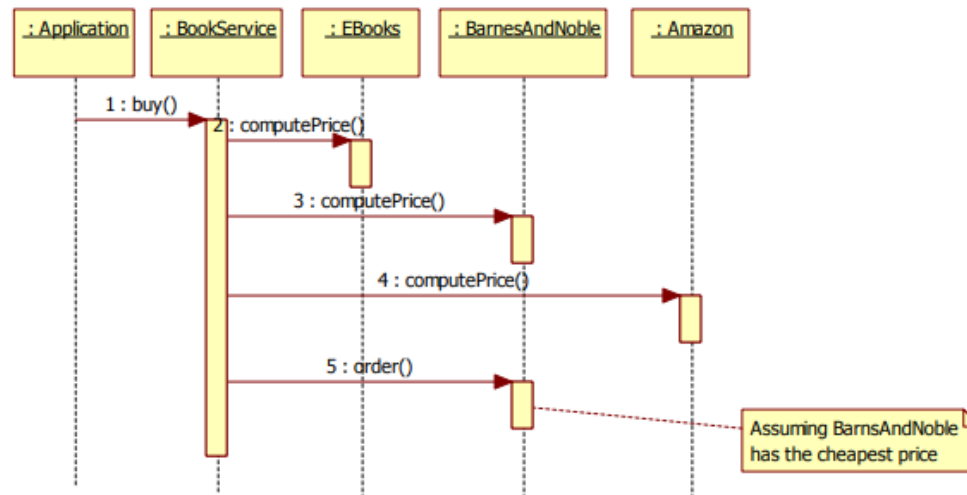 : Application
: BookService
: EBooks
: BarnesAndNoble
: Amazon
1 : buy()
2 : computePrice()
3 : computePrice()
4 : computePrice()
5 : order()
Assuming BarnsAndNoble
has the cheapest price